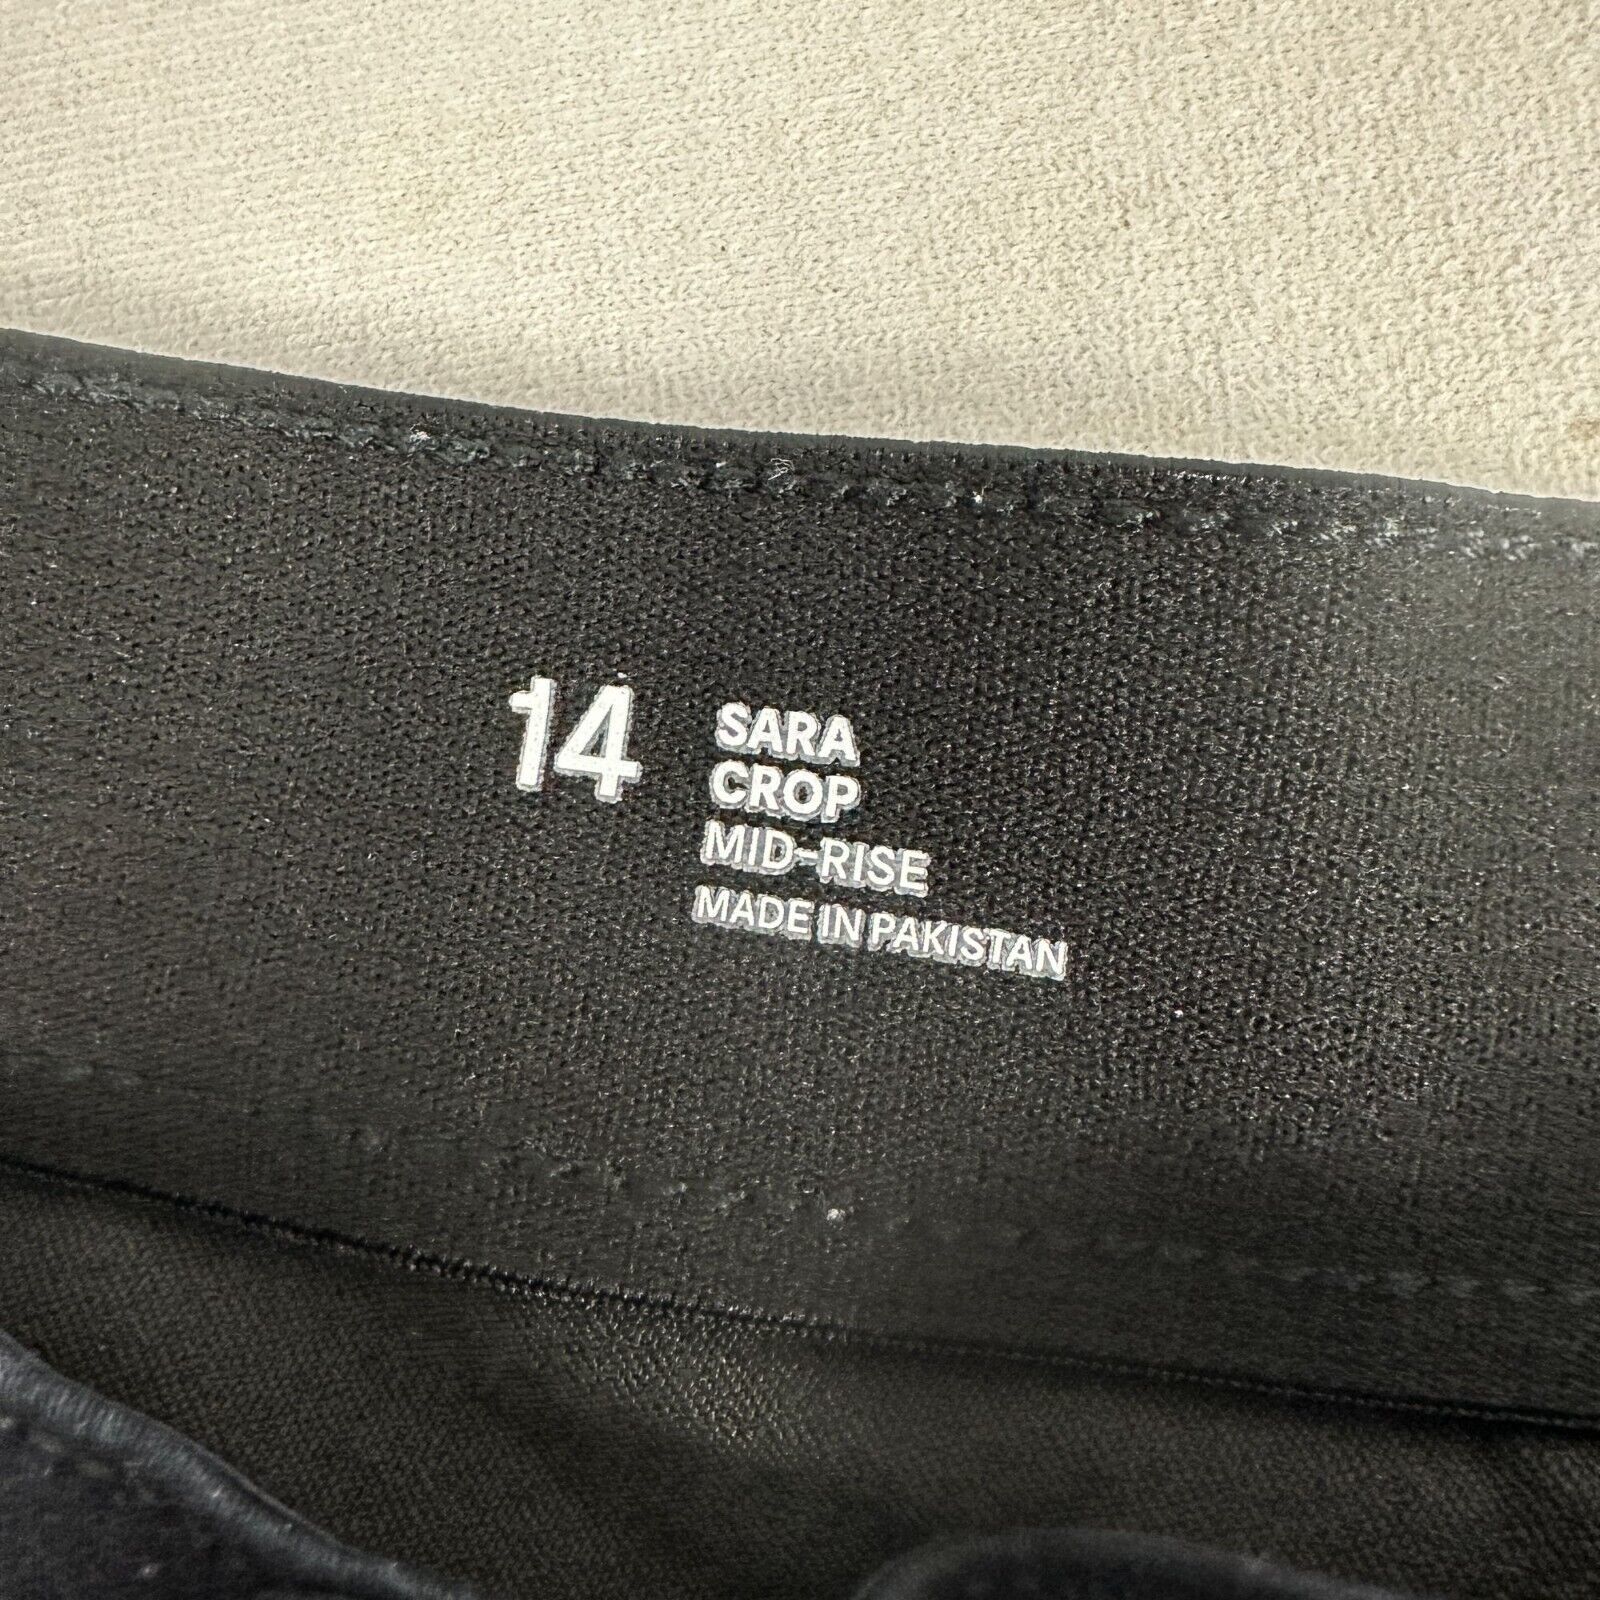 14
SARA
CROP
MID-RISE
MADE IN PAKISTAN